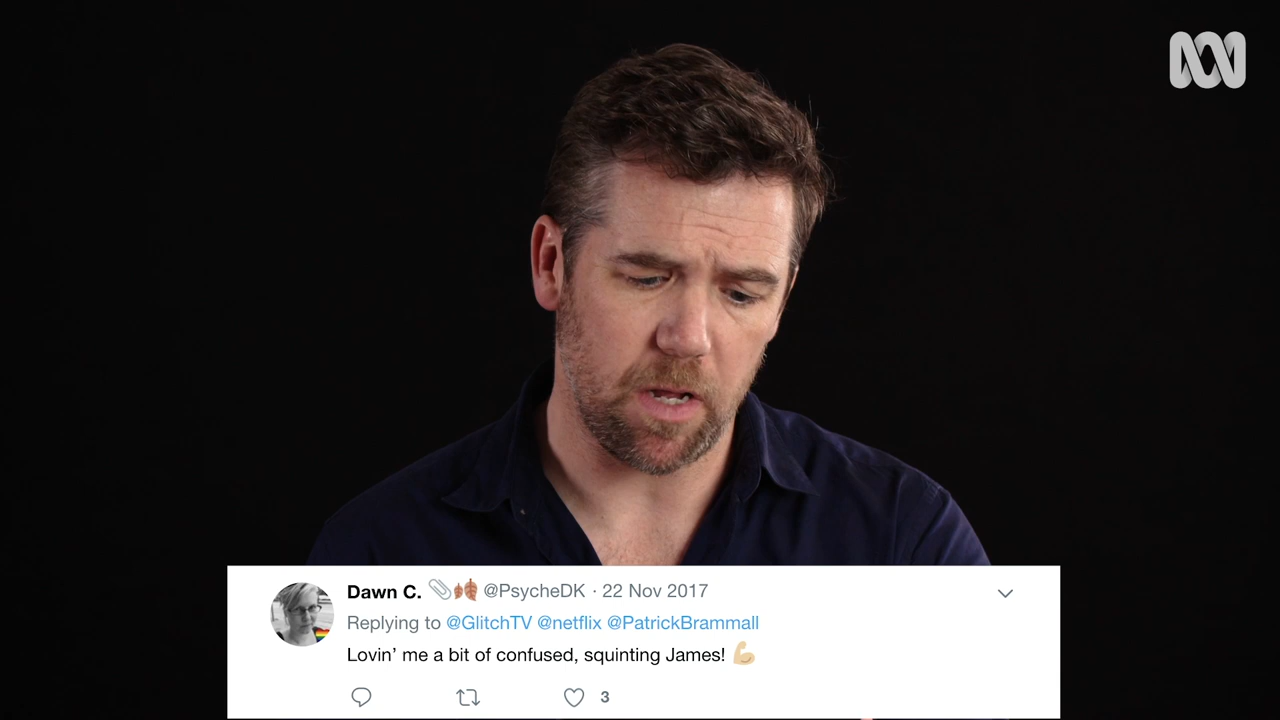 Dawn C. @PsycheDK · 22 Nov 2017
Replying to @GlitchTV @netflix @PatrickBrammall
Lovin’ me a bit of confused, squinting James! 💪🏼
3